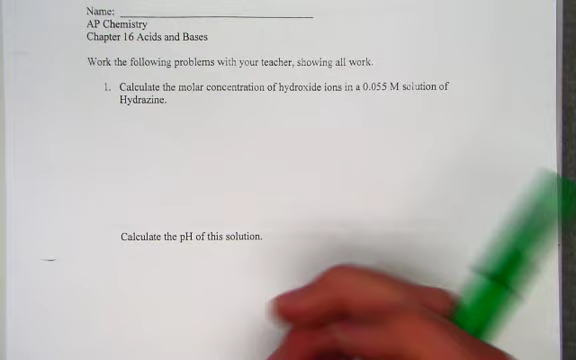 Name: ____________________
AP Chemistry
Chapter 16 Acids and Bases
Work the following problems with your teacher, showing all work.
1. Calculate the molar concentration of hydroxide ions in a 0.055 M solution of
Hydrazine.
Calculate the pH of this solution.